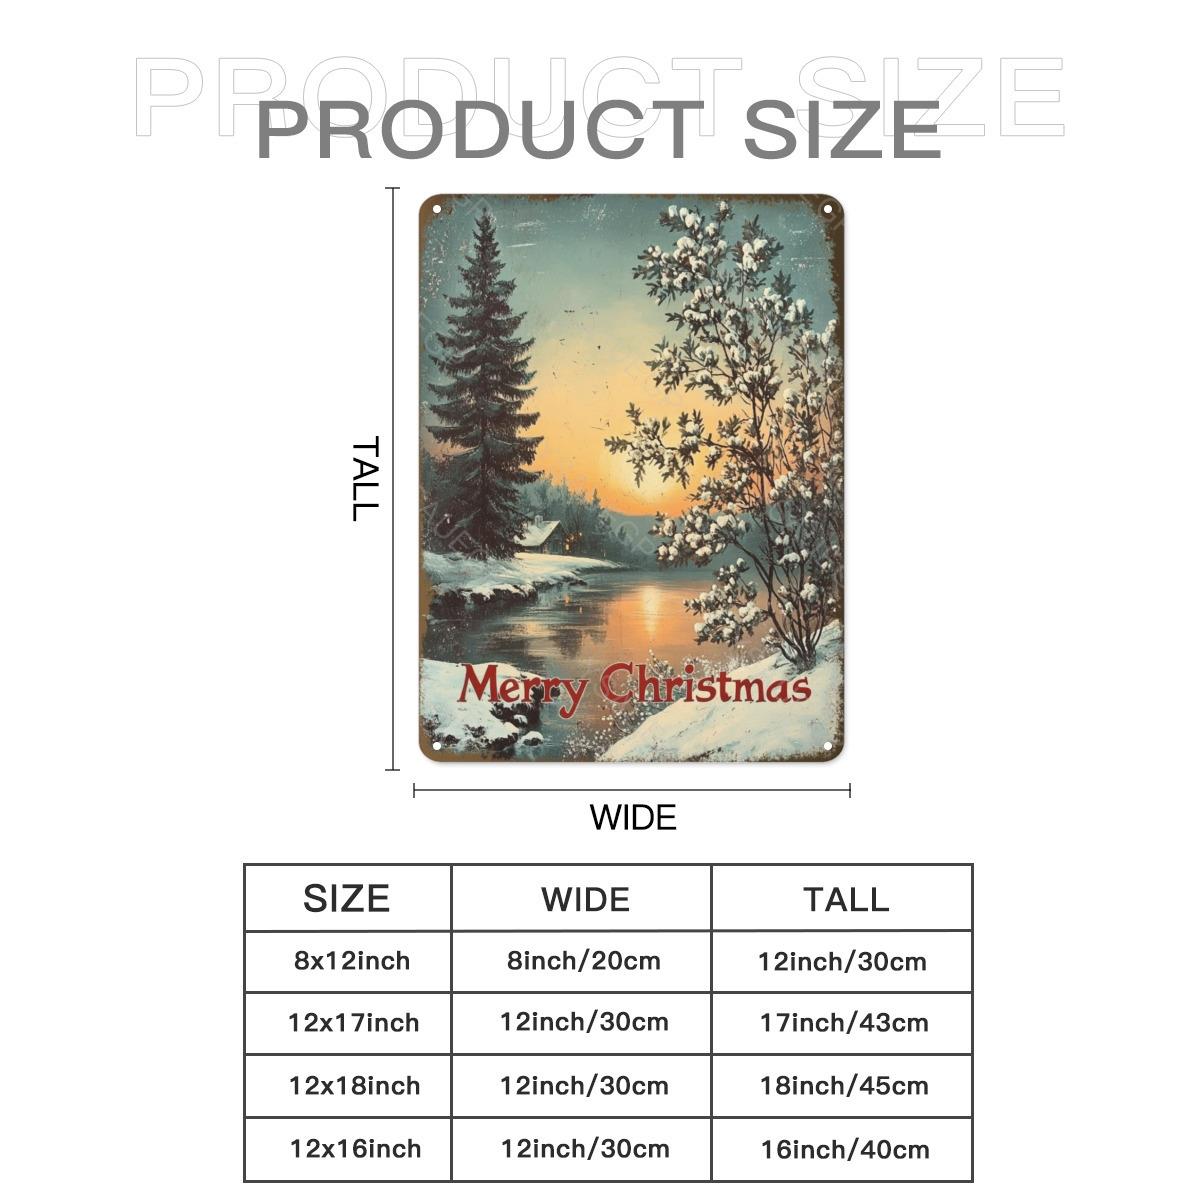 PRODUCT SIZE
PRODUCT SIZE
TALL
Merry Christmas
WIDE
SIZE WIDE TALL
8x12inch 8inch/20cm 12inch/30cm
12x17inch 12inch/30cm 17inch/43cm
12x18inch 12inch/30cm 18inch/45cm
12x16inch 12inch/30cm 16inch/40cm